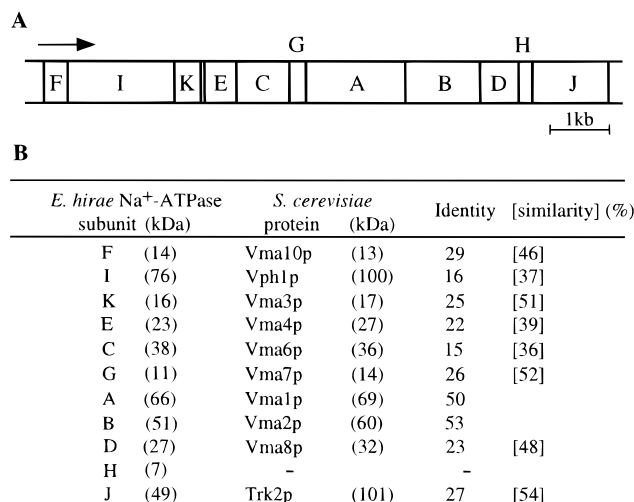 A
G H
F I K E C A B D J
1kb
B
E. hirae Na+-ATPase S. cerevisiae Identity [similarity] (%)
subunit (kDa) protein (kDa)
F (14) Vma10p (13) 29 [46]
I (76) Vph1p (100) 16 [37]
K (16) Vma3p (17) 25 [51]
E (23) Vma4p (27) 22 [39]
C (38) Vma6p (36) 15 [36]
G (11) Vma7p (14) 26 [52]
A (66) Vma1p (69) 50
B (51) Vma2p (60) 53
D (27) Vma8p (32) 23 [48]
H (7) – –
J (49) Trk2p (101) 27 [54]